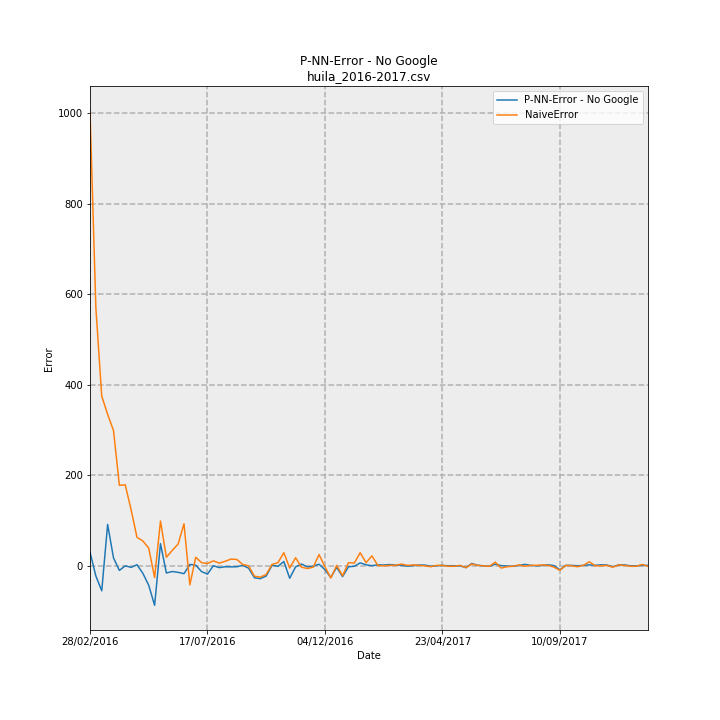 P-NN-Error - No Google
huila_2016-2017.csv
P-NN-Error - No Google
NaiveError
1000
800
600
400
200
0
Error
28/02/2016
17/07/2016
04/12/2016
23/04/2017
10/09/2017
Date